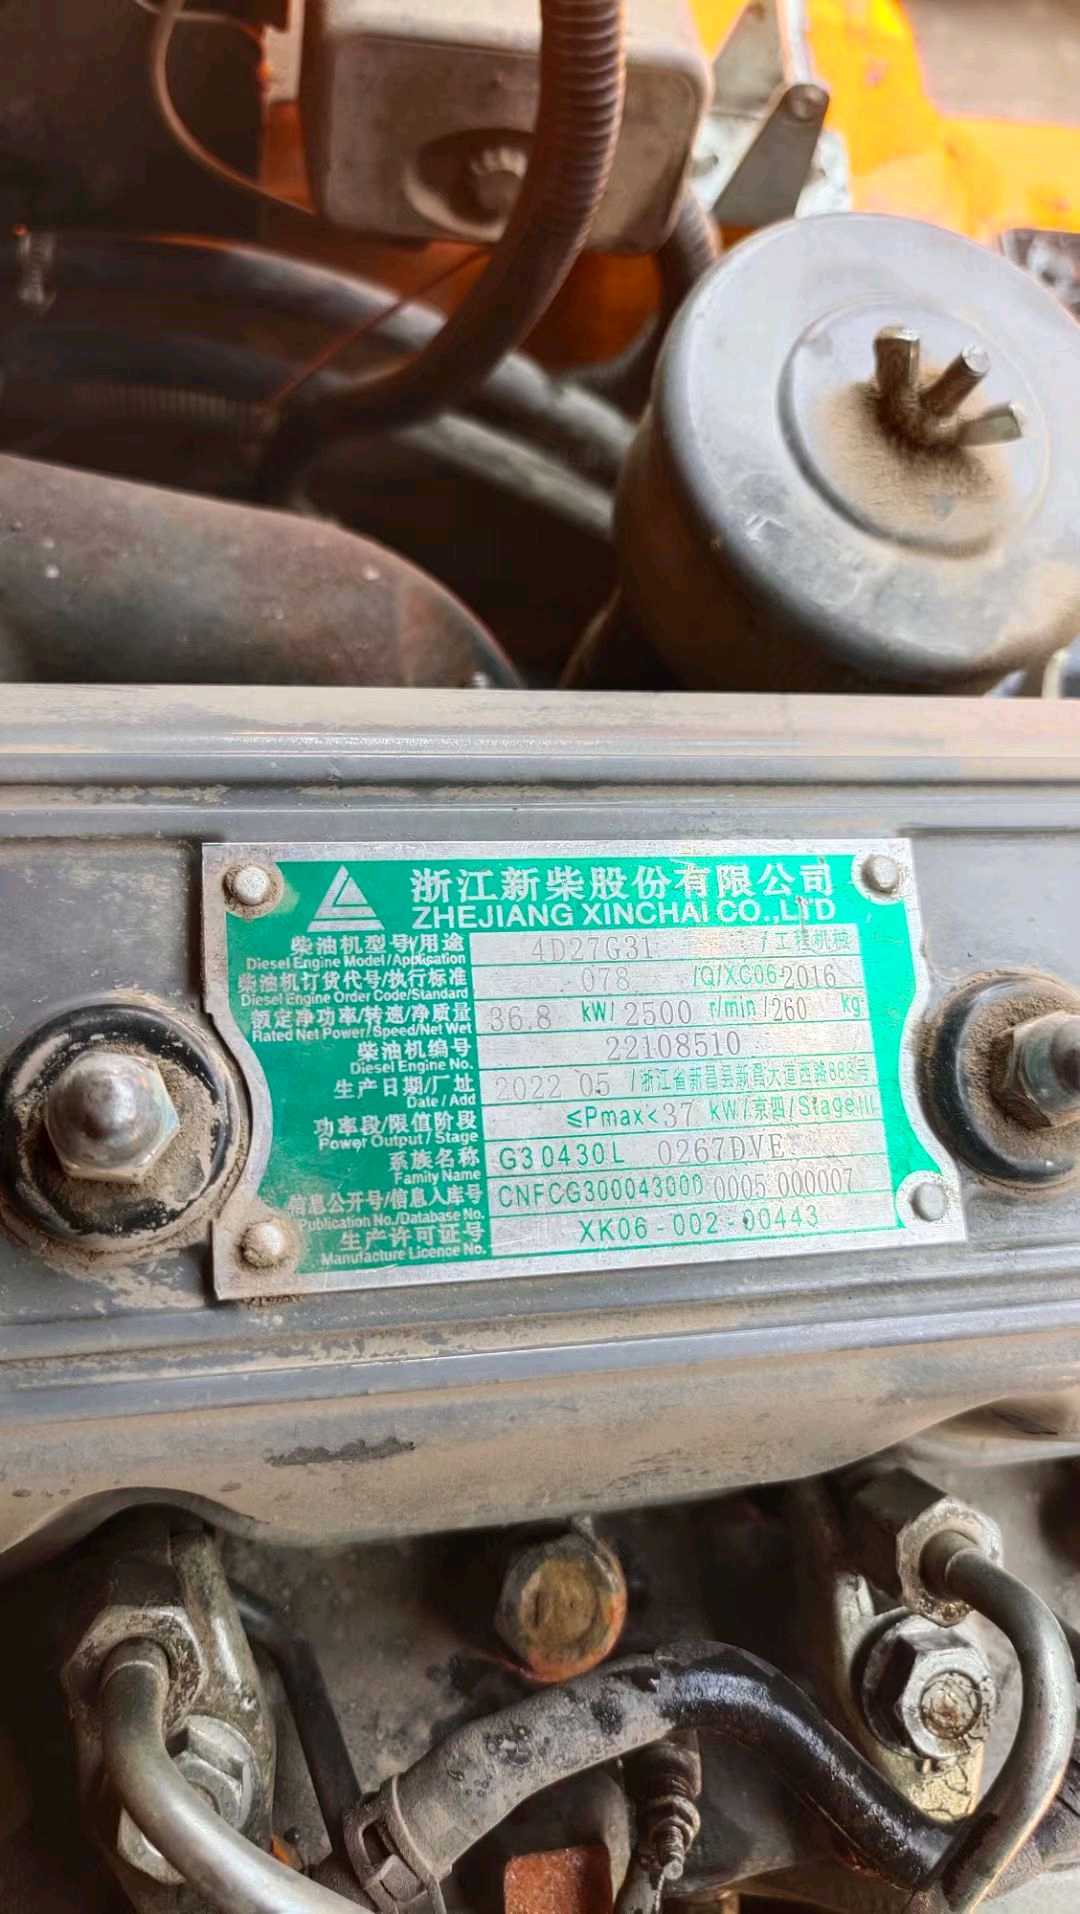 浙江新柴股份有限公司
ZHEJIANG XINCHAI CO.,LTD
柴油机型号/用途 4D27G31 /工程机械
Diesel Engine Model/Application
柴油机订货代号/执行标准 078 /Q/XC06 2016
Diesel Engine Order Code/Standard
额定净功率/转速/净质量 36.8 kW/ 2500 r/min /260 kg
Rated Net Power/Speed/Net Wet
柴油机编号 22108510
Diesel Engine No.
生产日期/厂址 2022 05 /浙江省新昌县新昌大道西路888号
Date / Add
功率段/限值阶段 ≤Pmax<37 kW/京四/StageIII
Power Output / Stage
系族名称 G30430L 0267DVE
Family Name
信息公开号/信息入库号 CNFCG300043000 0005 000007
Publication No./Database No.
生产许可证号 XK06-002-00443
Manufacture Licence No.